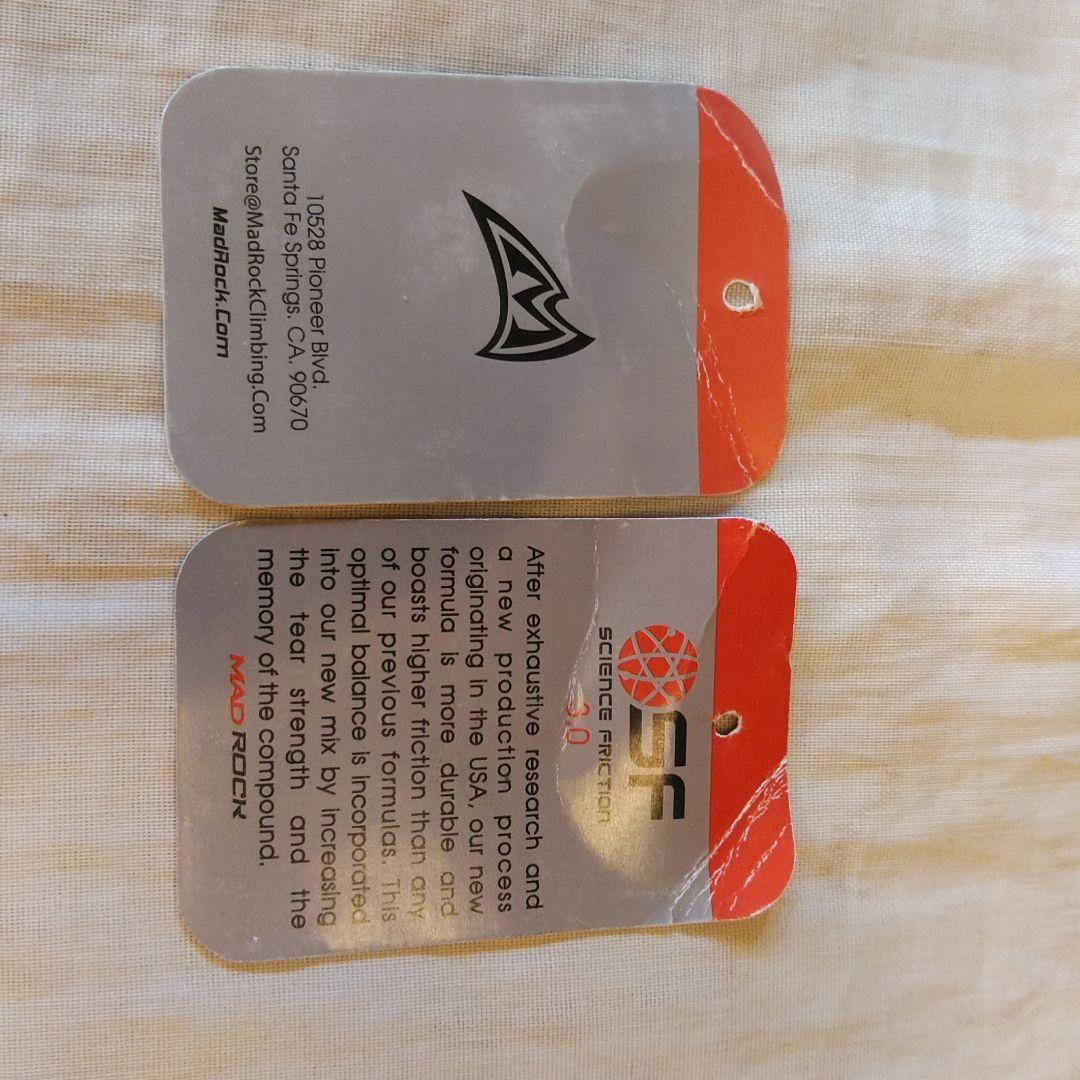 10528 Pioneer Blvd,
Santa Fe Springs, CA, 90670
Store@MadRockClimbing.Com
MadRock.Com
SF
SCIENCE FRICTION
3.0
After exhaustive research and
a new production process
originating in the USA, our new
formula is more durable and
boasts higher friction than any
of our previous formulas. This
optimal balance is incorporated
into our new mix by increasing
the tear strength and the
memory of the compound.
MAD ROCK